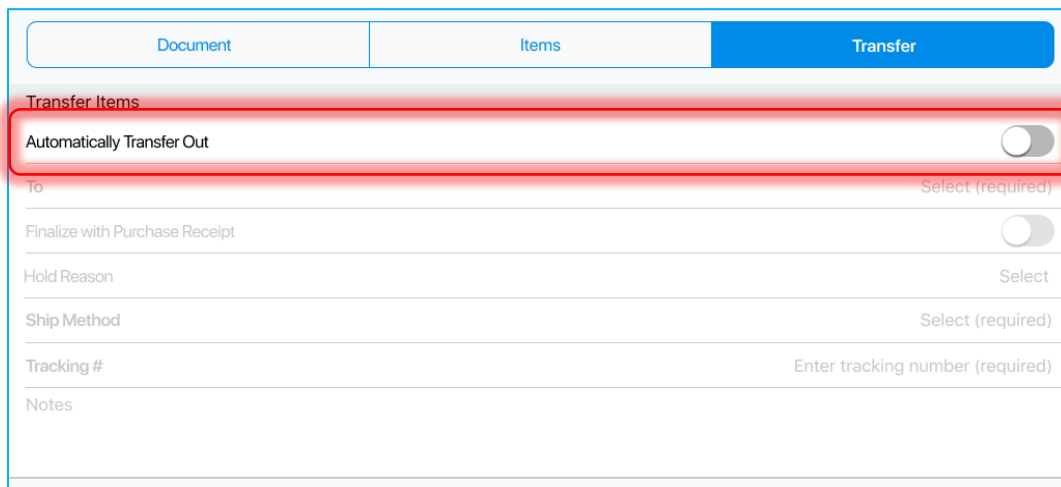 Document Items Transfer
Transfer Items
Automatically Transfer Out
To Select (required)
Finalize with Purchase Receipt
Hold Reason Select
Ship Method Select (required)
Tracking # Enter tracking number (required)
Notes